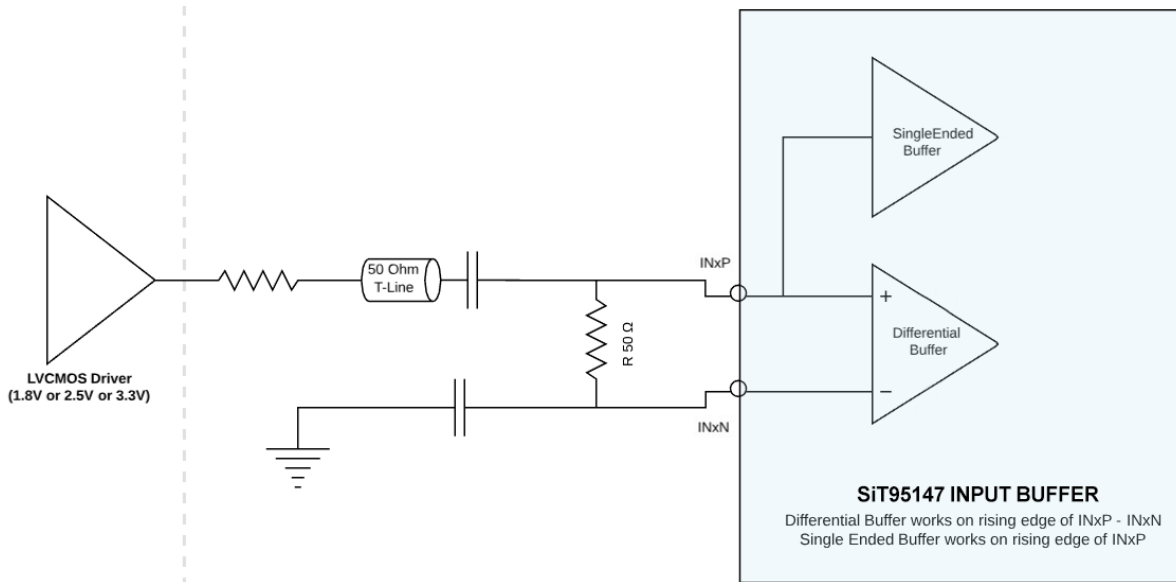 SingleEnded
Buffer
INxP
50 Ohm
T-Line
+
R 50 Ω
Differential
Buffer
LVCMOS Driver
(1.8V or 2.5V or 3.3V)
−
INxN
SiT95147 INPUT BUFFER
Differential Buffer works on rising edge of INxP - INxN
Single Ended Buffer works on rising edge of INxP